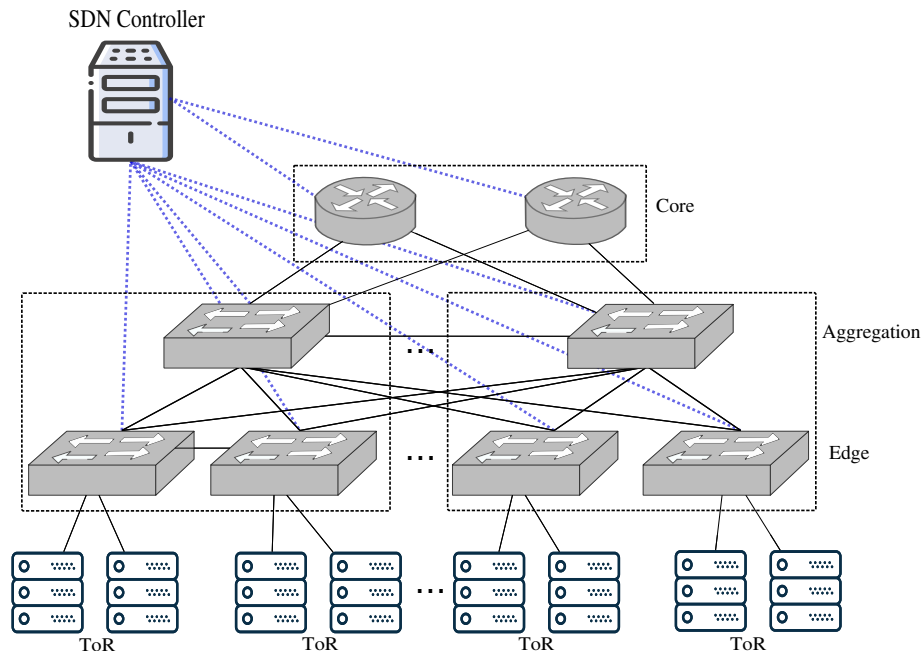 SDN Controller
Core
Aggregation
...
Edge
...
...
ToR
ToR
ToR
ToR